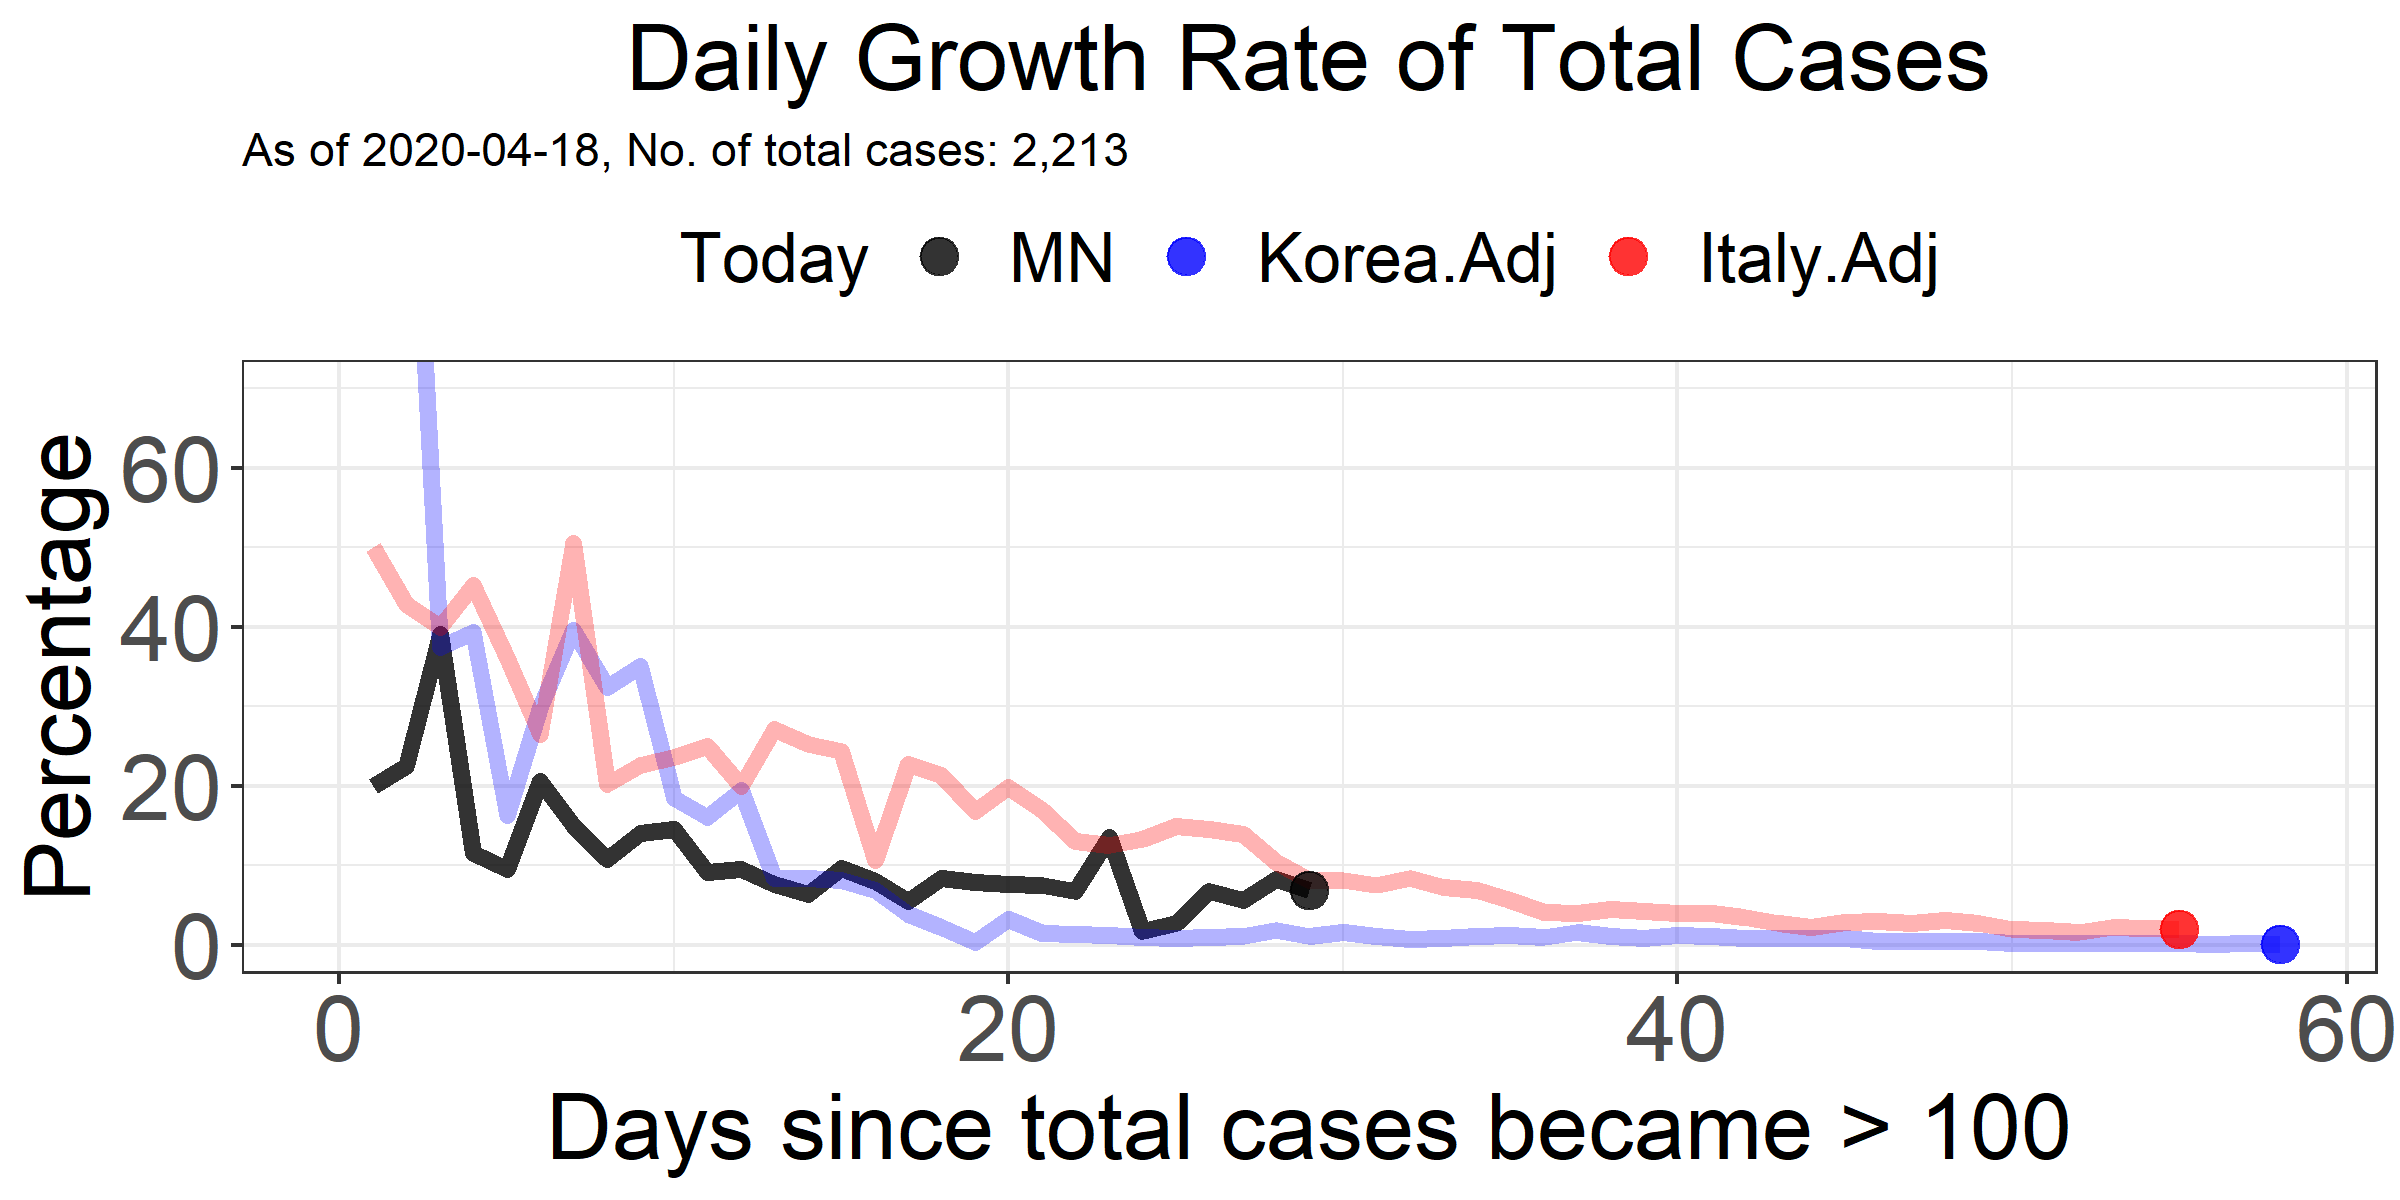 Daily Growth Rate of Total Cases
As of 2020-04-18, No. of total cases: 2,213
Today MN Korea.Adj Italy.Adj
Percentage
60
40
20
0
0 20 40 60
Days since total cases became > 100